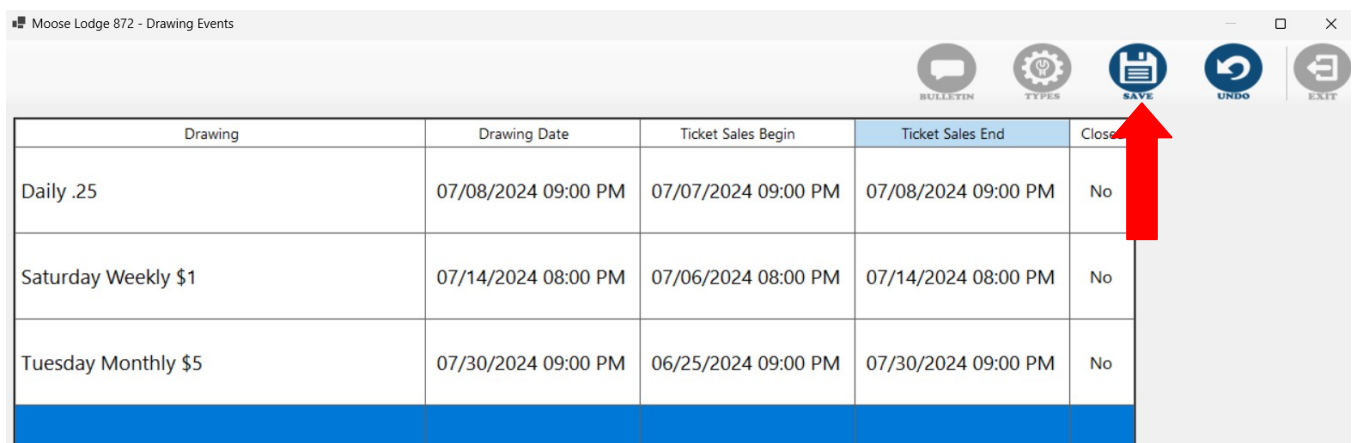 Moose Lodge 872 - Drawing Events
BULLETIN TYPES SAVE UNDO EXIT
Drawing Drawing Date Ticket Sales Begin Ticket Sales End
Daily .25 07/08/2024 09:00 PM 07/07/2024 09:00 PM 07/08/2024 09:00 PM No
Saturday Weekly $1 07/14/2024 08:00 PM 07/06/2024 08:00 PM 07/14/2024 08:00 PM No
Tuesday Monthly $5 07/30/2024 09:00 PM 06/25/2024 09:00 PM 07/30/2024 09:00 PM No